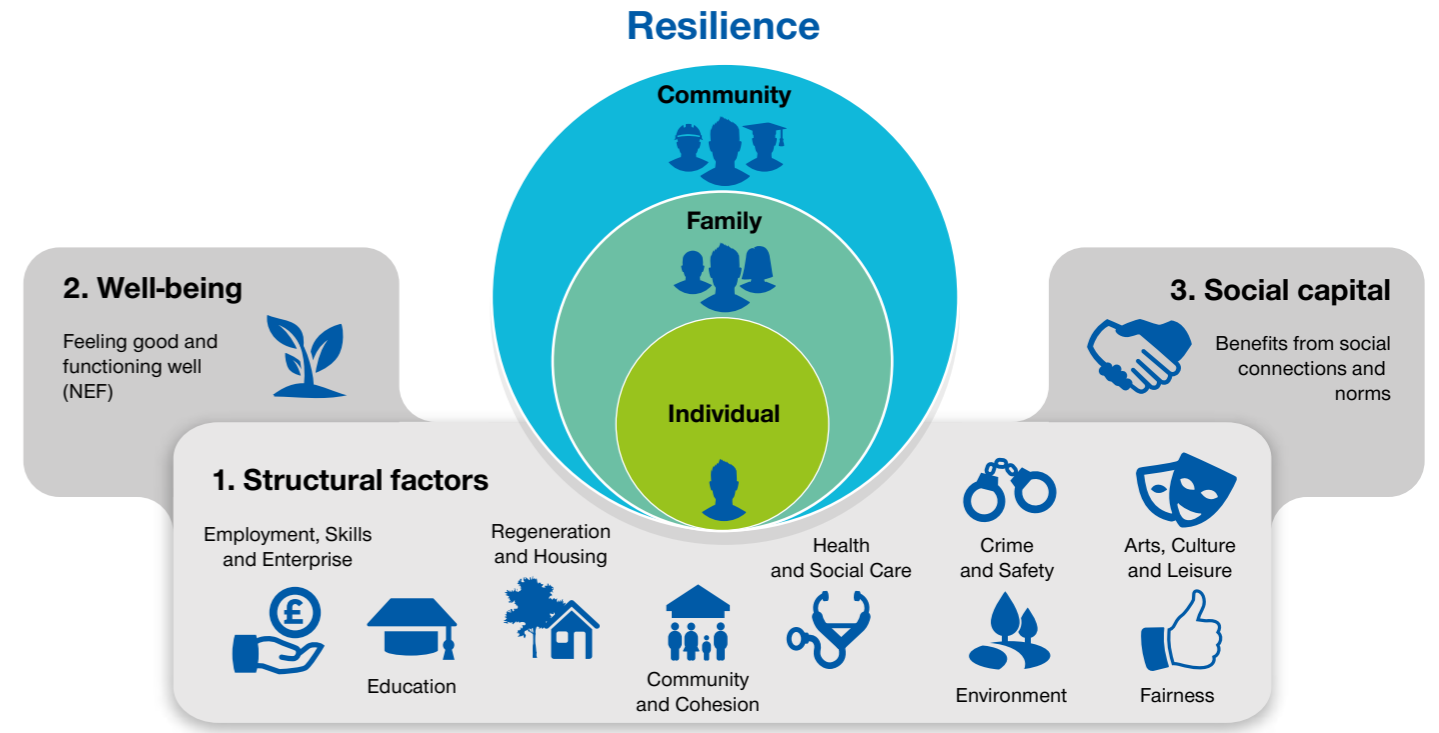 Resilience
Community
Family
Individual
2. Well-being
Feeling good and
functioning well
(NEF)
3. Social capital
Benefits from social
connections and
norms
1. Structural factors
Employment, Skills
and Enterprise
£
Education
Regeneration
and Housing
Community
and Cohesion
Health
and Social Care
Crime
and Safety
Environment
Arts, Culture
and Leisure
Fairness